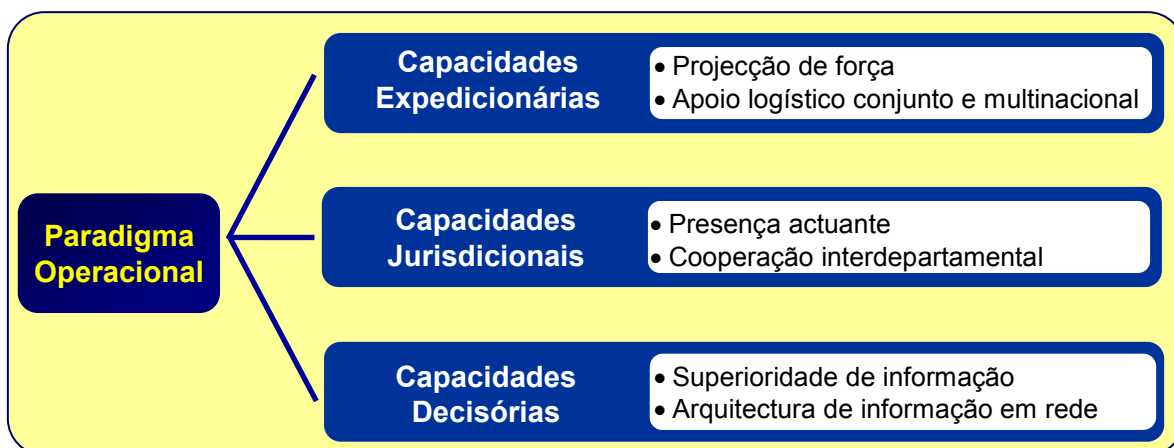 Paradigma
Operacional
Capacidades
Expedicionárias
• Projecção de força
• Apoio logístico conjunto e multinacional
Capacidades
Jurisdicionais
• Presença actuante
• Cooperação interdepartamental
Capacidades
Decisórias
• Superioridade de informação
• Arquitectura de informação em rede